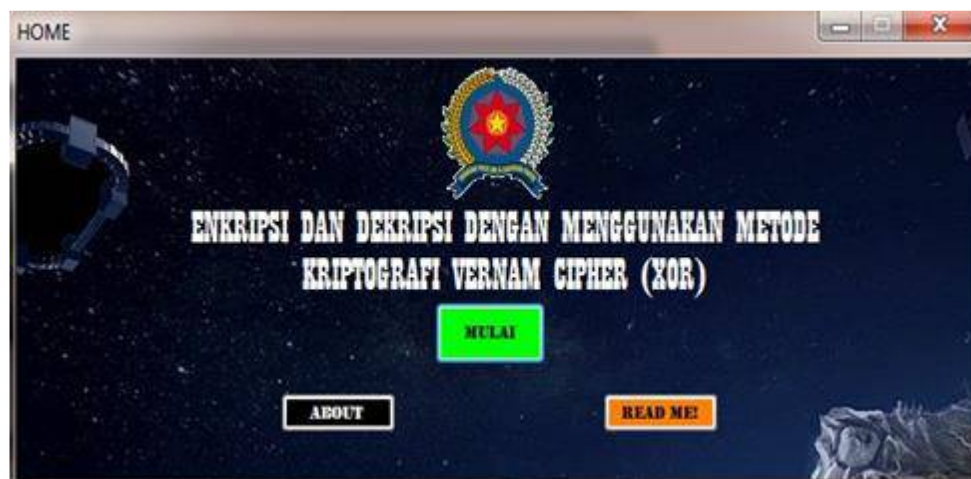 HOME
ENKRIPSI DAN DEKRIPSI DENGAN MENGGUNAKAN METODE
KRIPTOGRAFI VERNAM CIPHER (XOR)
MULAI
ABOUT
READ ME!